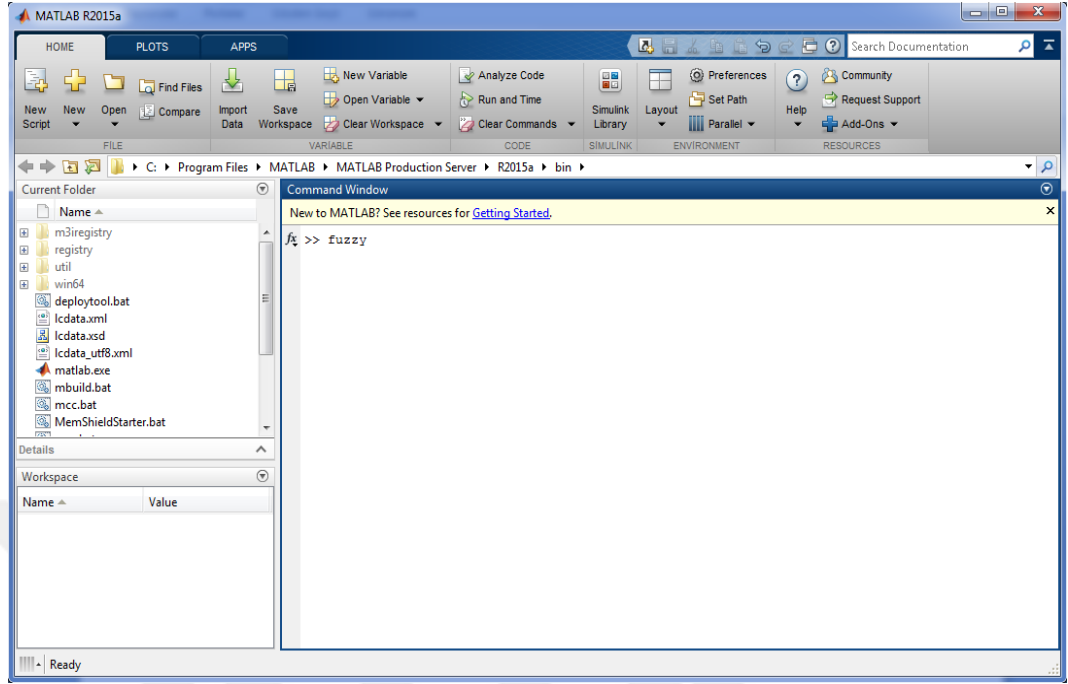 MATLAB R2015a
HOME PLOTS APPS
Search Documentation
New Script
New
Open
Find Files
Compare
Import Data
Save Workspace
New Variable
Open Variable
Clear Workspace
Analyze Code
Run and Time
Clear Commands
Simulink Library
Layout
Preferences
Set Path
Parallel
Help
Community
Request Support
Add-Ons
FILE VARIABLE CODE SIMULINK ENVIRONMENT RESOURCES
C: Program Files MATLAB MATLAB Production Server R2015a bin
Current Folder
Name
m3iregistry
registry
util
win64
deploytool.bat
lcdata.xml
lcdata.xsd
lcdata_utf8.xml
matlab.exe
mbuild.bat
mcc.bat
MemShieldStarter.bat
Details
Workspace
Name Value
Command Window
New to MATLAB? See resources for Getting Started.
fx >> fuzzy
Ready